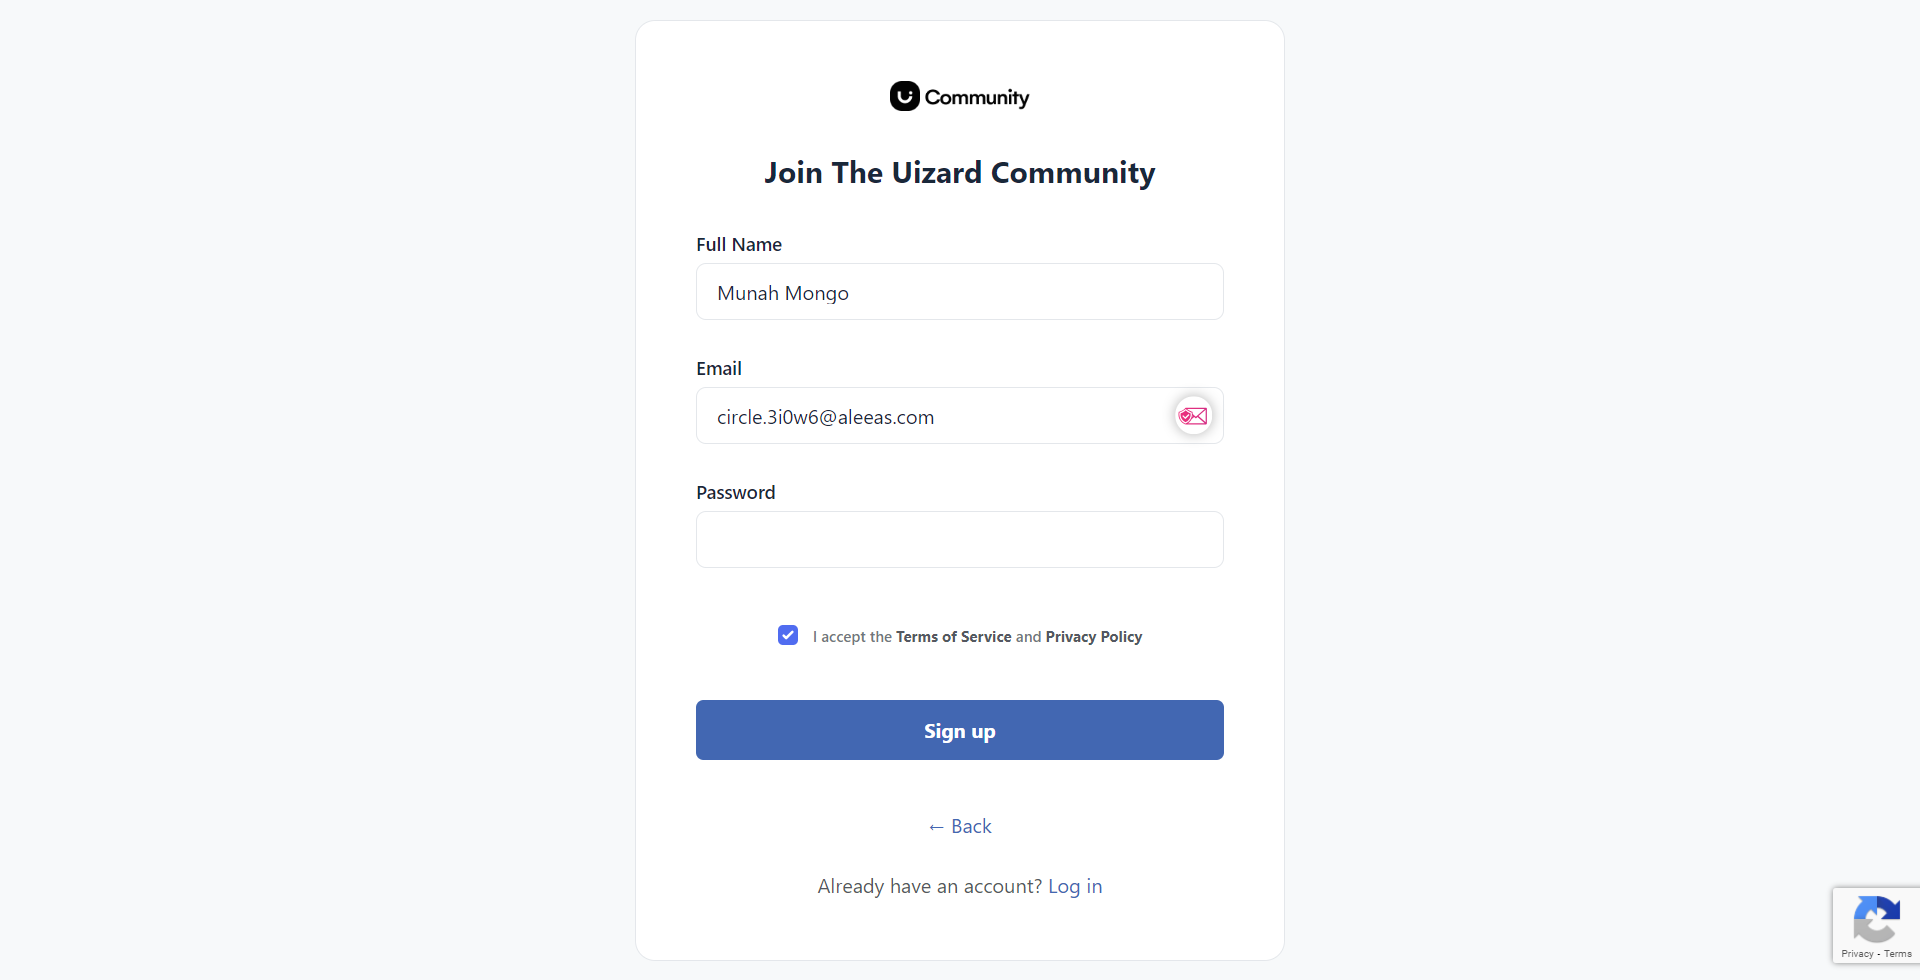 Community
Join The Uizard Community
Full Name
Munah Mongo
Email
circle.3i0w6@aleeas.com
Password
I accept the Terms of Service and Privacy Policy
Sign up
← Back
Already have an account? Log in
Privacy - Terms